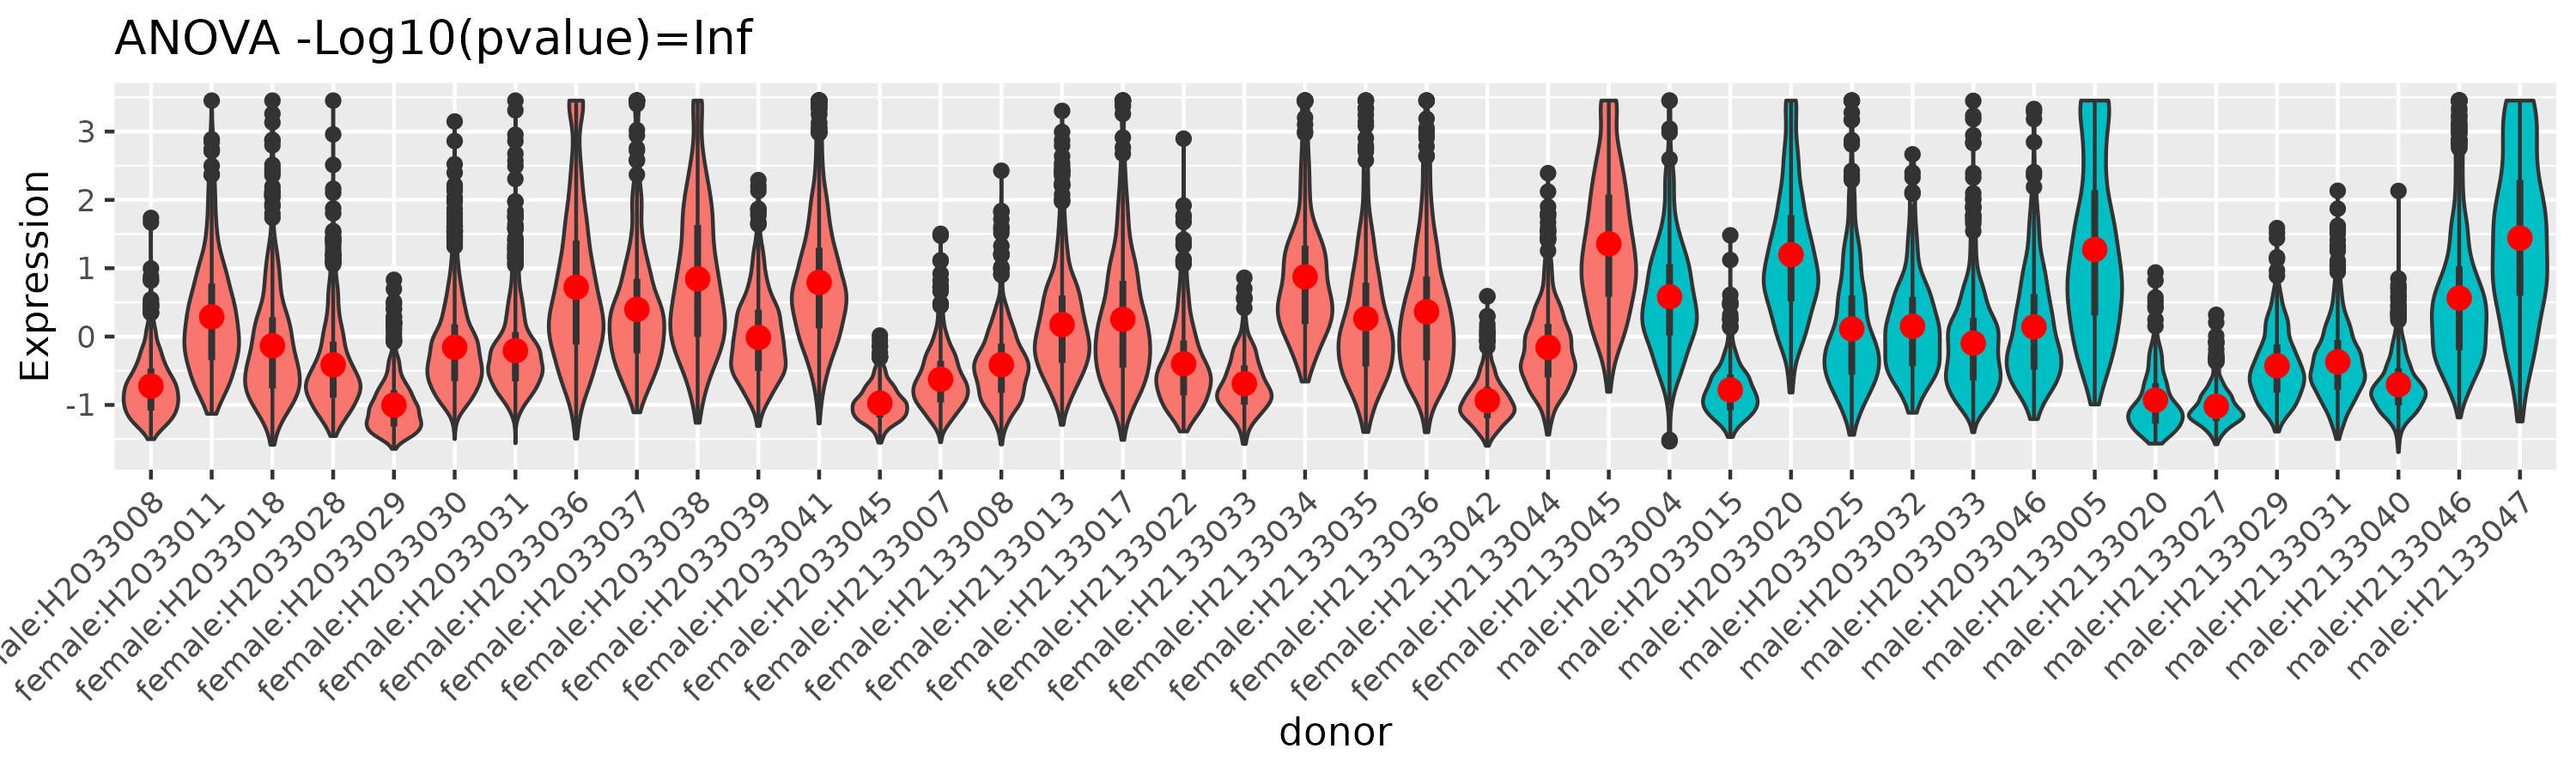 ANOVA -Log10(pvalue)=Inf
Expression
3
2
1
0
-1
male:H2033008
female:H2033011
female:H2033018
female:H2033028
female:H2033029
female:H2033030
female:H2033031
female:H2033036
female:H2033037
female:H2033038
female:H2033039
female:H2033041
female:H2033045
female:H2133007
female:H2133008
female:H2133013
female:H2133017
female:H2133022
female:H2133033
female:H2133034
female:H2133035
female:H2133036
female:H2133042
female:H2133044
female:H2133045
male:H2033004
male:H2033015
male:H2033020
male:H2033025
male:H2033032
male:H2033033
male:H2033046
male:H2133005
male:H2133020
male:H2133027
male:H2133029
male:H2133031
male:H2133040
male:H2133046
male:H2133047
donor